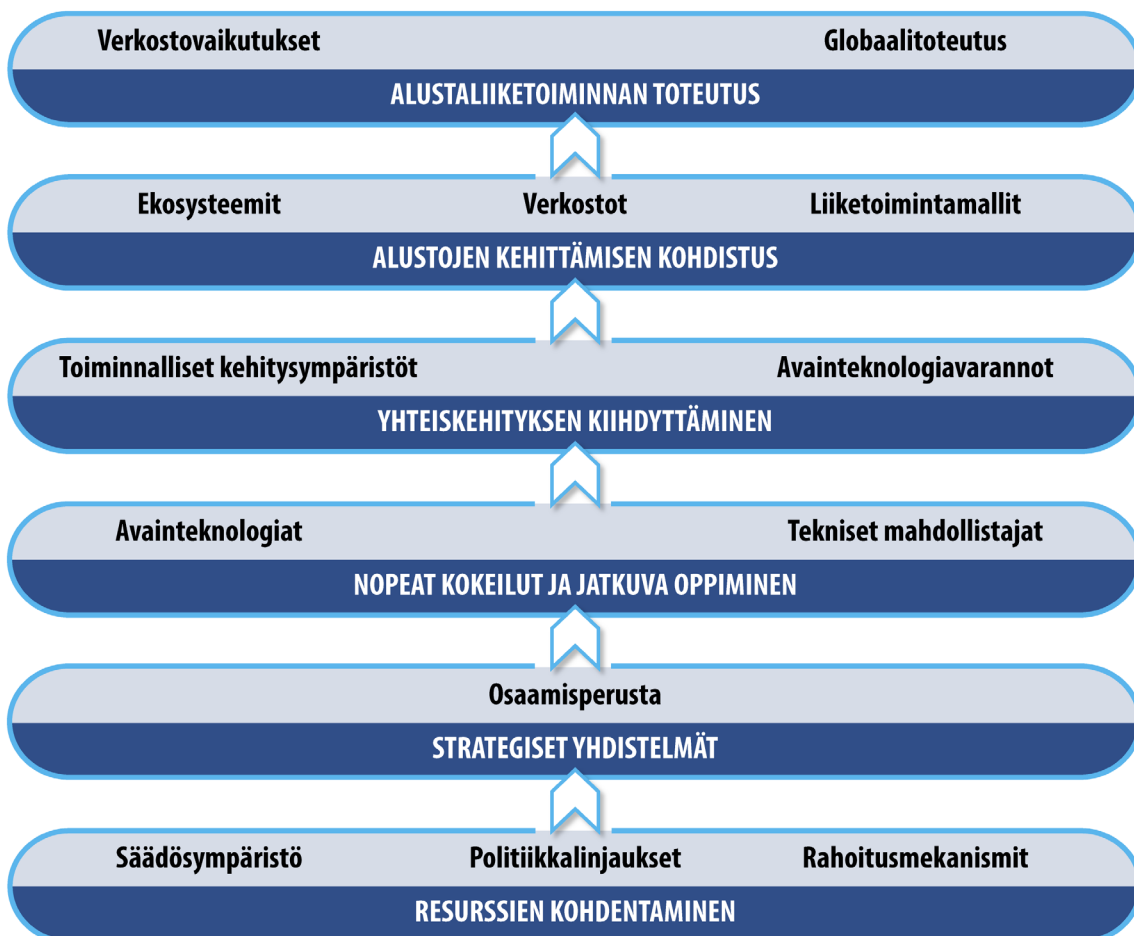 Verkostovaikutukset Globaalitoteutus
ALUSTALIIKETOIMINNAN TOTEUTUS
Ekosysteemit Verkostot Liiketoimintamallit
ALUSTOJEN KEHITTÄMISEN KOHDISTUS
Toiminnalliset kehitysympäristöt Avainteknologiavarannot
YHTEISKEHITYKSEN KIIHDYTTÄMINEN
Avainteknologiat Tekniset mahdollistajat
NOPEAT KOKEILUT JA JATKUVA OPPIMINEN
Osaamisperusta
STRATEGISET YHDISTELMÄT
Säädösympäristö Politiikkalinjaukset Rahoitusmekanismit
RESURSSIEN KOHDENTAMINEN